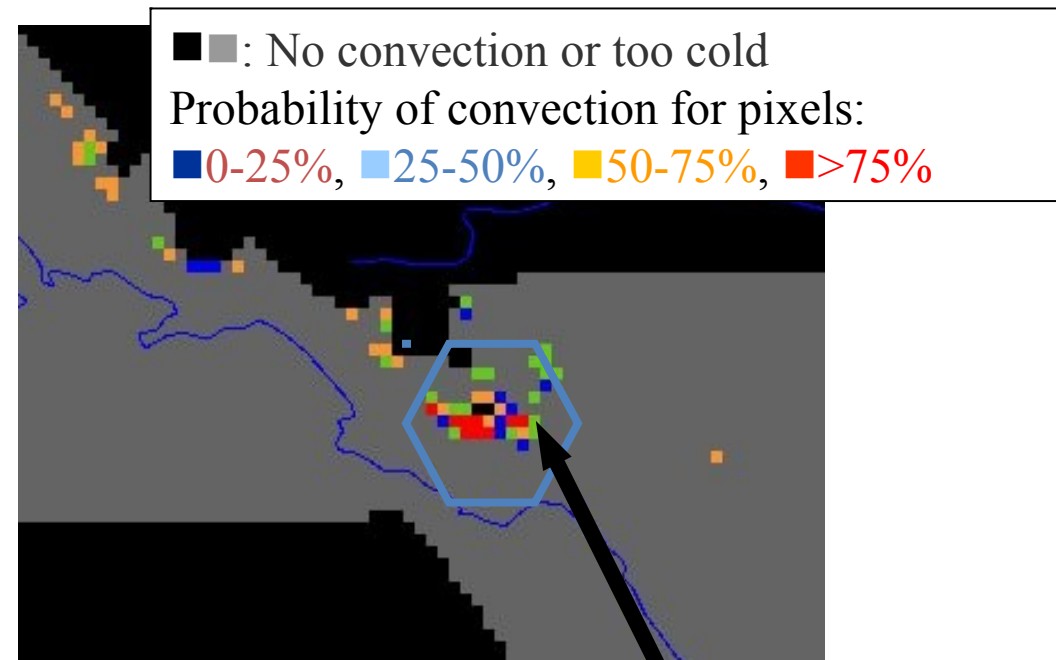 ■■: No convection or too cold
Probability of convection for pixels:
■0-25%, ■25-50%, ■50-75%, ■>75%